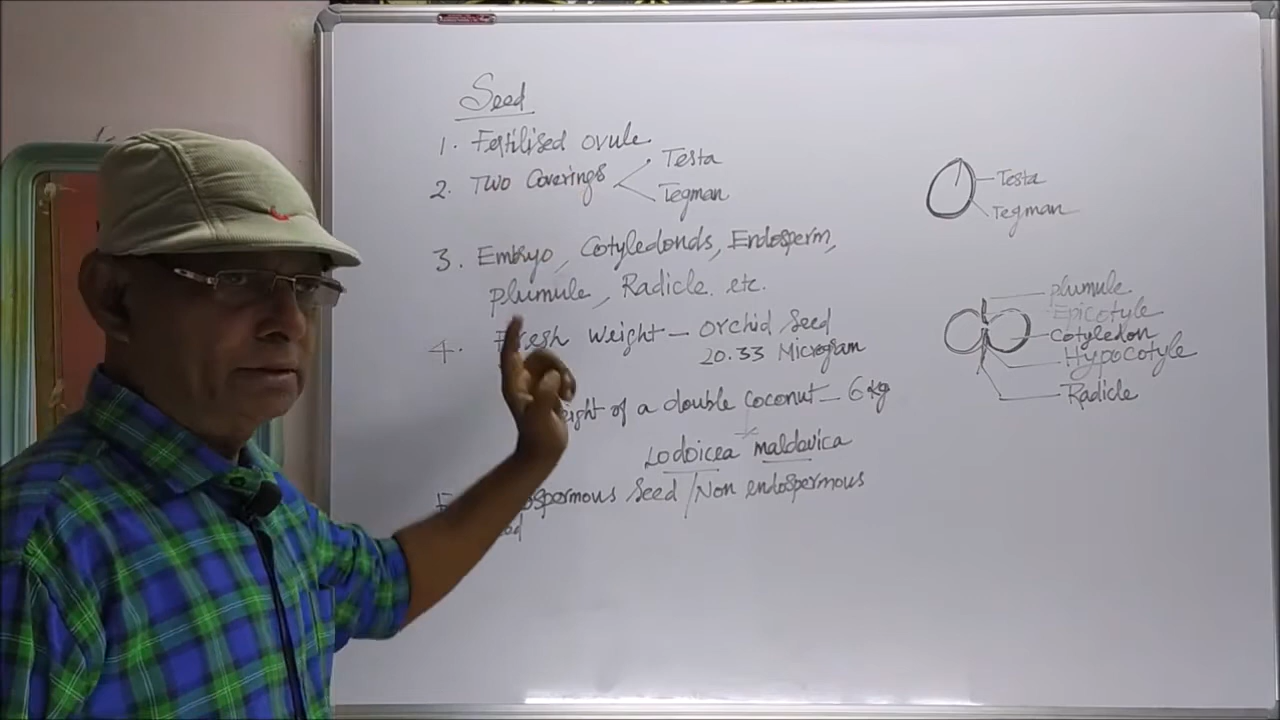 Seed
1. Fertilised ovule.
2. Two Coverings
Testa
Tegman
3. Embryo, Cotyledonds, Endosperm,
plumule, Radicle. etc.
4. Fresh Weight — Orchid Seed
20.33 Microgram
of a double coconut — 6 kg
Lodoicea maldavica
Seed / Non endospermous
Testa
Tegman
plumule
Epicotyle
Cotyledon
Hypocotyle
Radicle